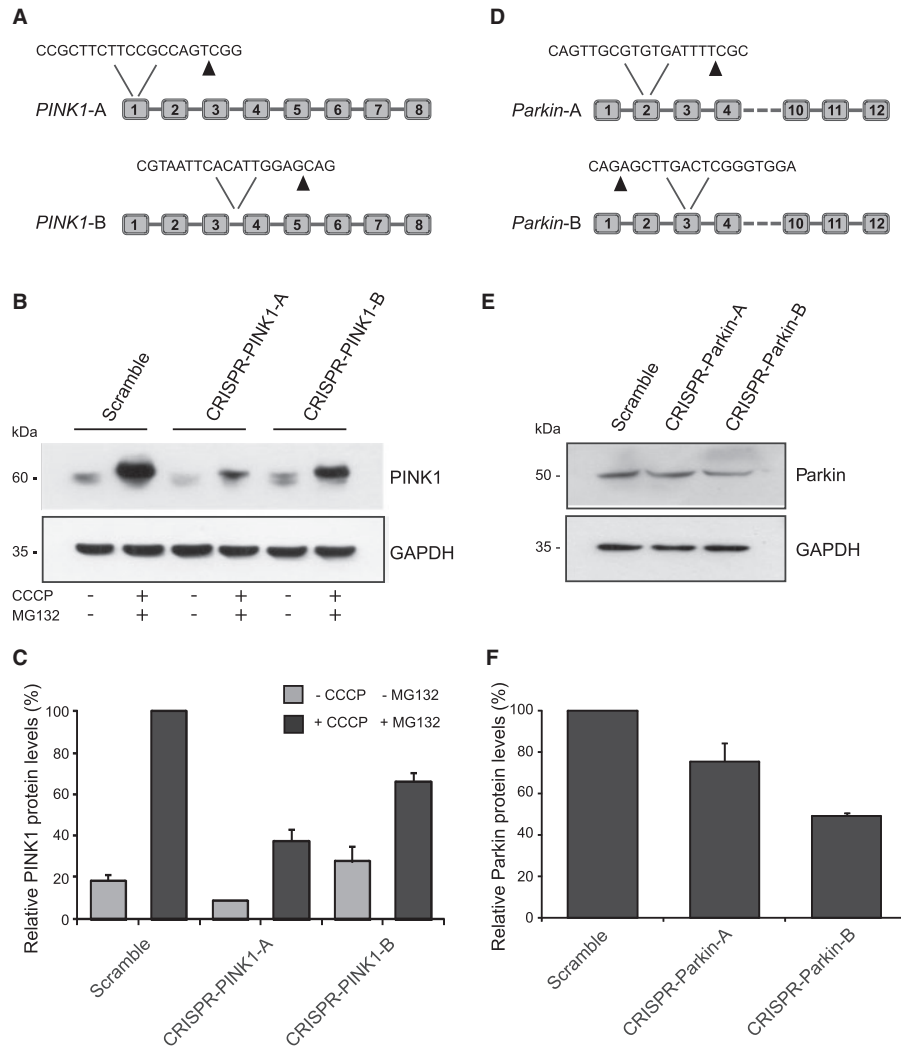 A
CCGCTTCTTCCGCCAGTCGG
PINK1-A
1 2 3 4 5 6 7 8
CGTAATTCACATTGGAGCAG
PINK1-B
1 2 3 4 5 6 7 8
D
CAGTTGCGTGTGATTTTCGC
Parkin-A
1 2 3 4 10 11 12
CAGAGCTTGACTCGGGTGGA
Parkin-B
1 2 3 4 10 11 12
B
Scramble
CRISPR-PINK1-A
CRISPR-PINK1-B
kDa
60 -
PINK1
35 -
GAPDH
CCCP - + - + - +
MG132 - + - + - +
E
Scramble
CRISPR-Parkin-A
CRISPR-Parkin-B
kDa
50 -
Parkin
35 -
GAPDH
C
Relative PINK1 protein levels (%)
100
80
60
40
20
0
- CCCP - MG132
+ CCCP + MG132
Scramble
CRISPR-PINK1-A
CRISPR-PINK1-B
F
Relative Parkin protein levels (%)
100
80
60
40
20
0
Scramble
CRISPR-Parkin-A
CRISPR-Parkin-B